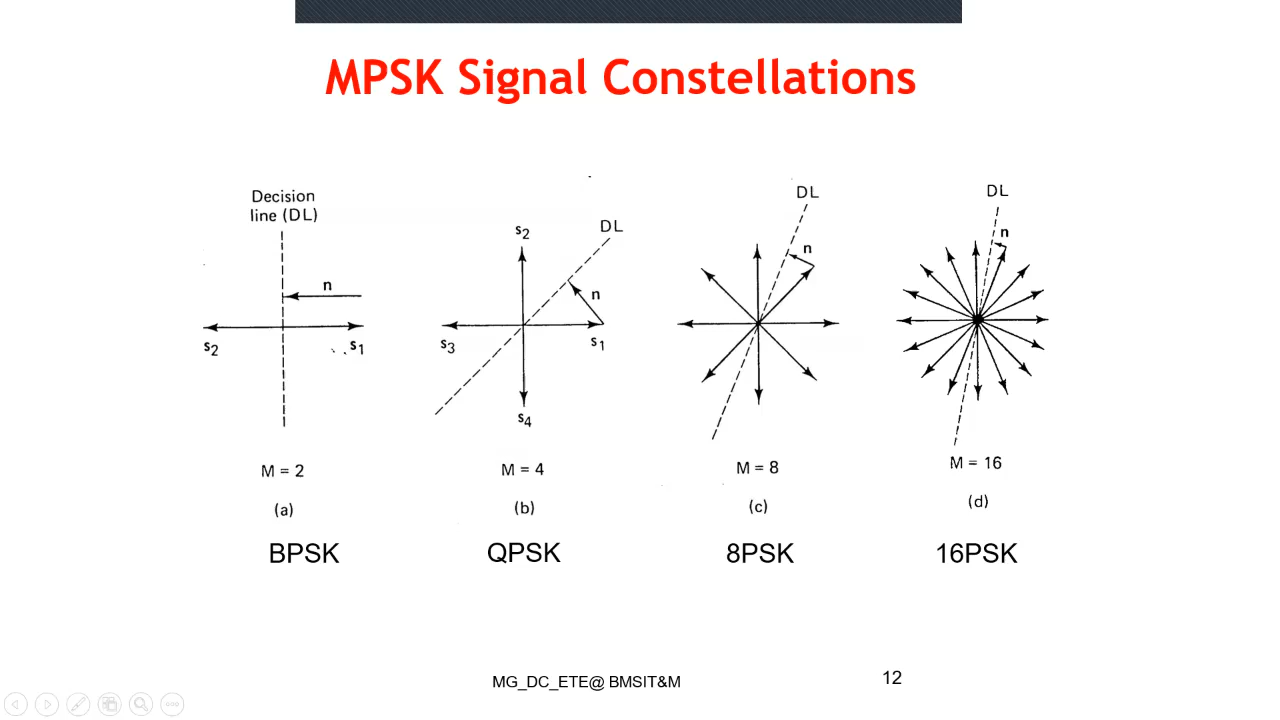 MPSK Signal Constellations
Decision
line (DL)
n
s2
s1
M = 2
(a)
BPSK
s2
DL
n
s3
s1
s4
M = 4
(b)
QPSK
DL
n
M = 8
(c)
8PSK
DL
n
M = 16
(d)
16PSK
MG_DC_ETE@ BMSIT&M
12